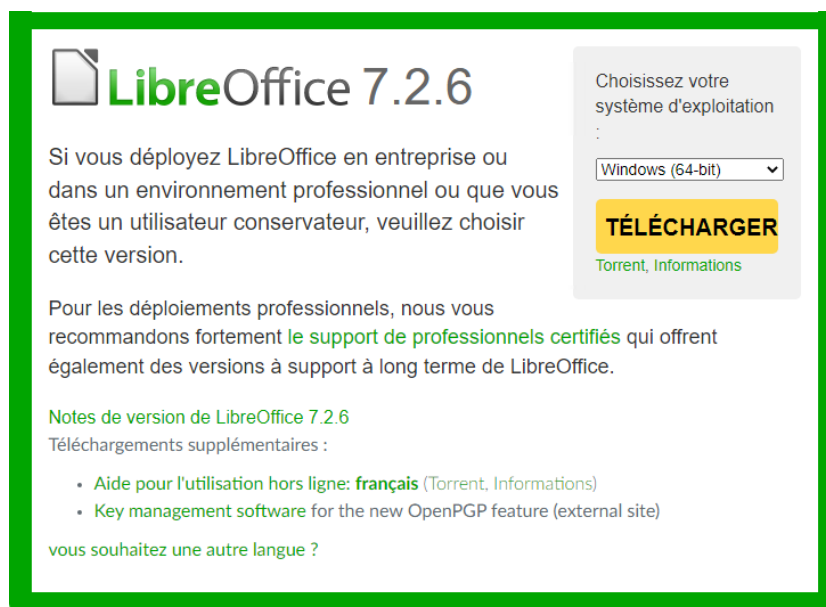 LibreOffice 7.2.6
Si vous déployez LibreOffice en entreprise ou
dans un environnement professionnel ou que vous
êtes un utilisateur conservateur, veuillez choisir
cette version.
Choisissez votre
système d'exploitation
:
Windows (64-bit)
TÉLÉCHARGER
Torrent, Informations
Pour les déploiements professionnels, nous vous
recommandons fortement le support de professionnels certifiés qui offrent
également des versions à support à long terme de LibreOffice.
Notes de version de LibreOffice 7.2.6
Téléchargements supplémentaires :
• Aide pour l'utilisation hors ligne: français (Torrent, Informations)
• Key management software for the new OpenPGP feature (external site)
vous souhaitez une autre langue ?